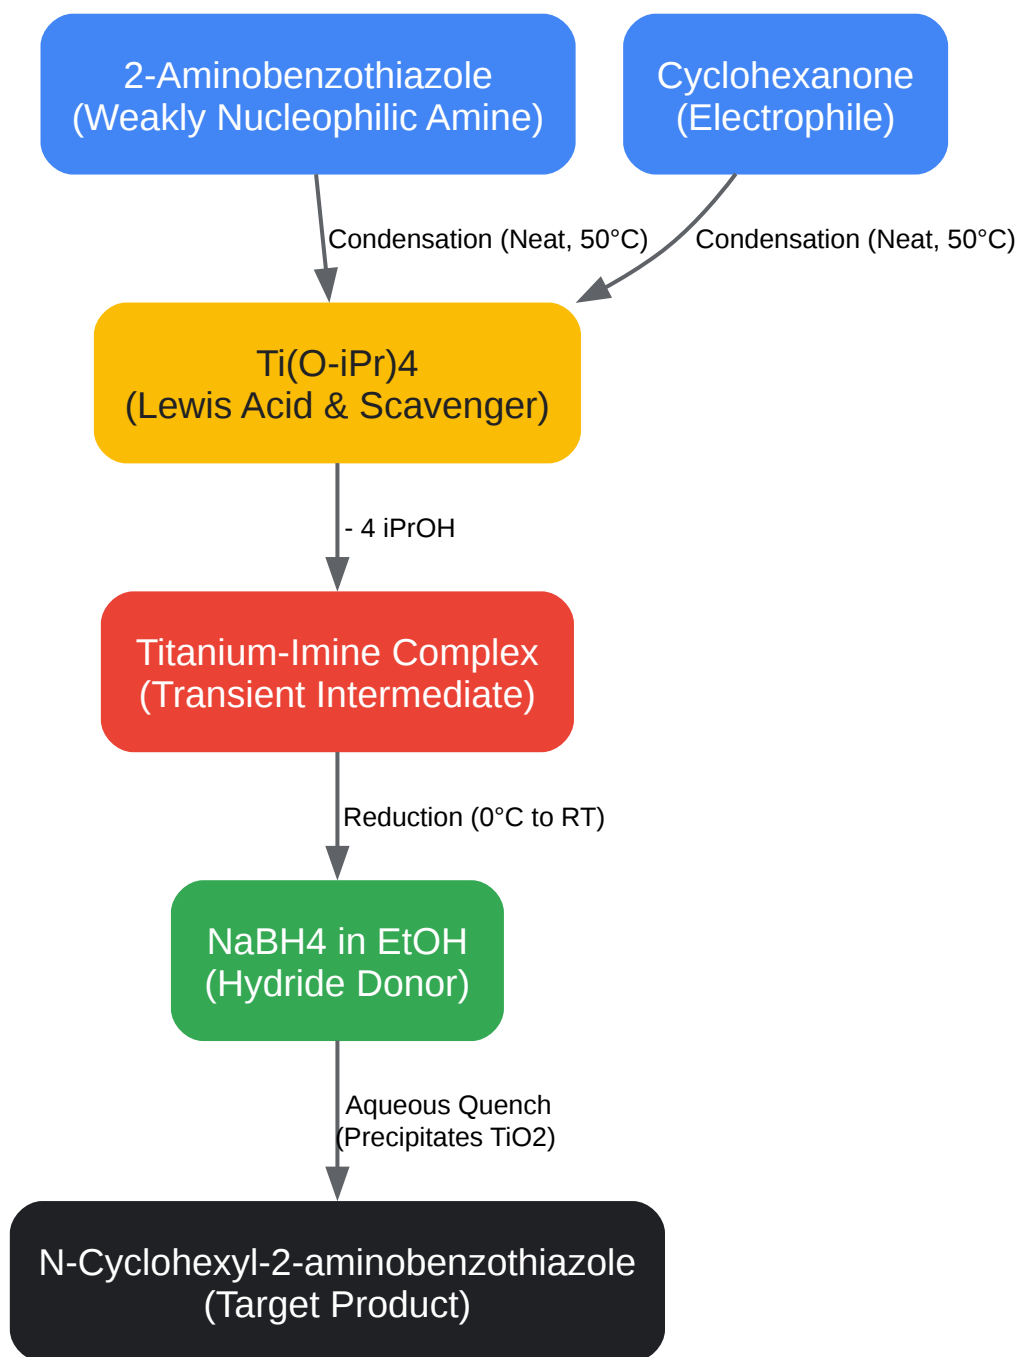 2-Aminobenzothiazole
(Weakly Nucleophilic Amine)
Cyclohexanone
(Electrophile)
Condensation (Neat, 50°C)
Condensation (Neat, 50°C)
Ti(O-iPr)4
(Lewis Acid & Scavenger)
- 4 iPrOH
Titanium-Imine Complex
(Transient Intermediate)
Reduction (0°C to RT)
NaBH4 in EtOH
(Hydride Donor)
Aqueous Quench
(Precipitates TiO2)
N-Cyclohexyl-2-aminobenzothiazole
(Target Product)